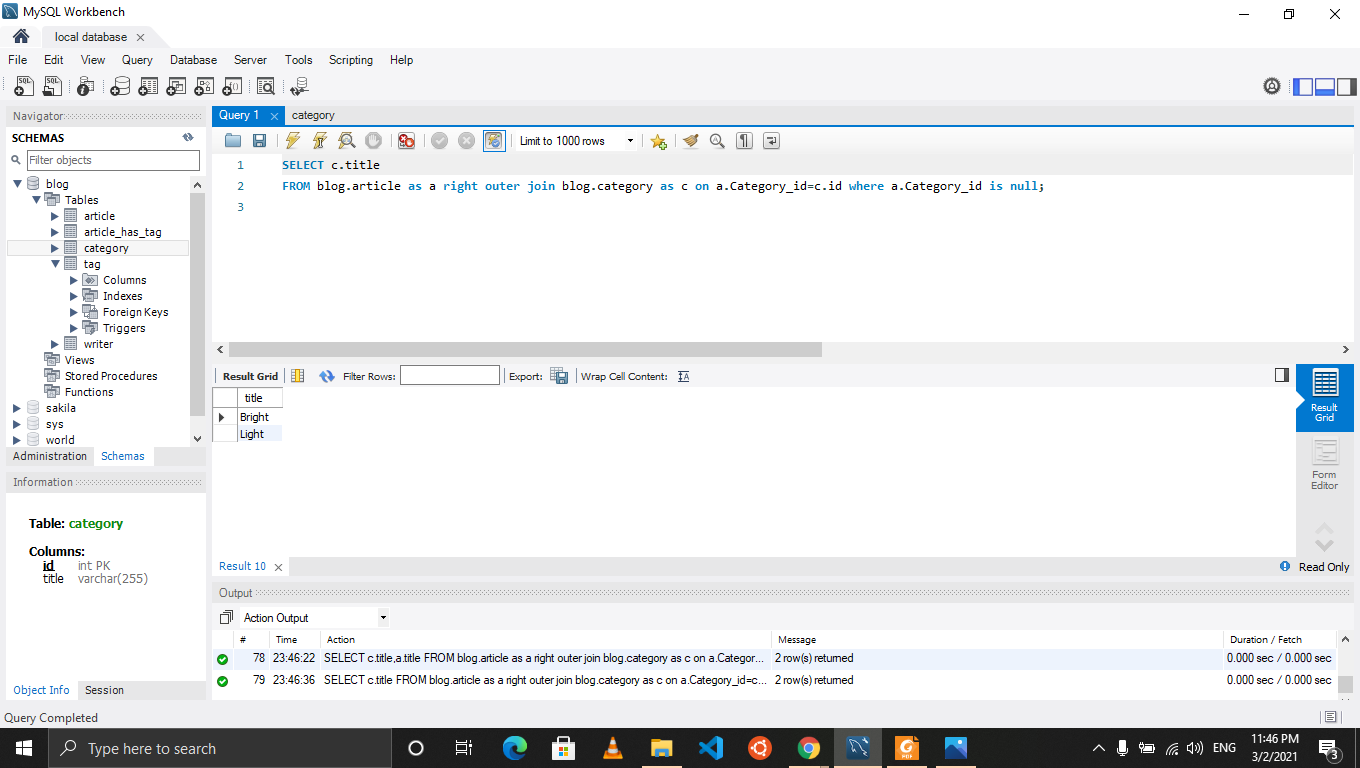 MySQL Workbench
local database
File Edit View Query Database Server Tools Scripting Help
Navigator
SCHEMAS
Filter objects
blog
Tables
article
article_has_tag
category
tag
Columns
Indexes
Foreign Keys
Triggers
writer
Views
Stored Procedures
Functions
sakila
sys
world
Administration Schemas
Information
Table: category
Columns:
id int PK
title varchar(255)
Object Info Session
Query 1 category
Limit to 1000 rows
1 SELECT c.title
2 FROM blog.article as a right outer join blog.category as c on a.Category_id=c.id where a.Category_id is null;
3
Result Grid Filter Rows: Export: Wrap Cell Content:
title
Bright
Light
Result Grid
Form Editor
Result 10
Read Only
Output
Action Output
# Time Action Message Duration / Fetch
78 23:46:22 SELECT c.title,a.title FROM blog.article as a right outer join blog.category as c on a.Categor... 2 row(s) returned 0.000 sec / 0.000 sec
79 23:46:36 SELECT c.title FROM blog.article as a right outer join blog.category as c on a.Category_id=c... 2 row(s) returned 0.000 sec / 0.000 sec
Query Completed
Type here to search
ENG
11:46 PM
3/2/2021
3